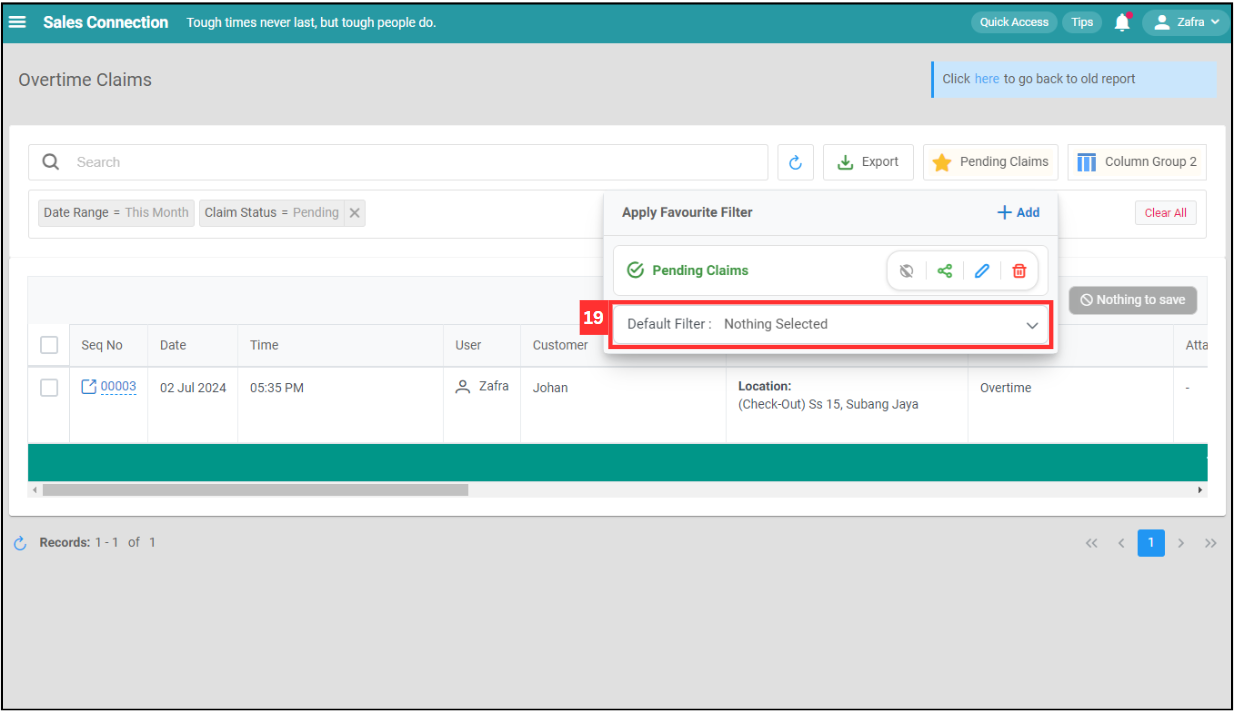 Sales Connection Tough times never last, but tough people do. Quick Access Tips Zafra
Overtime Claims
Click here to go back to old report
Search Export Pending Claims Column Group 2
Date Range = This Month Claim Status = Pending Clear All
Apply Favourite Filter Add
Pending Claims
Nothing to save
19 Default Filter : Nothing Selected
Seq No Date Time User Customer Atta
00003 02 Jul 2024 05:35 PM Zafra Johan Location: Overtime -
(Check-Out) Ss 15, Subang Jaya
Records: 1 - 1 of 1 << < 1 > >>